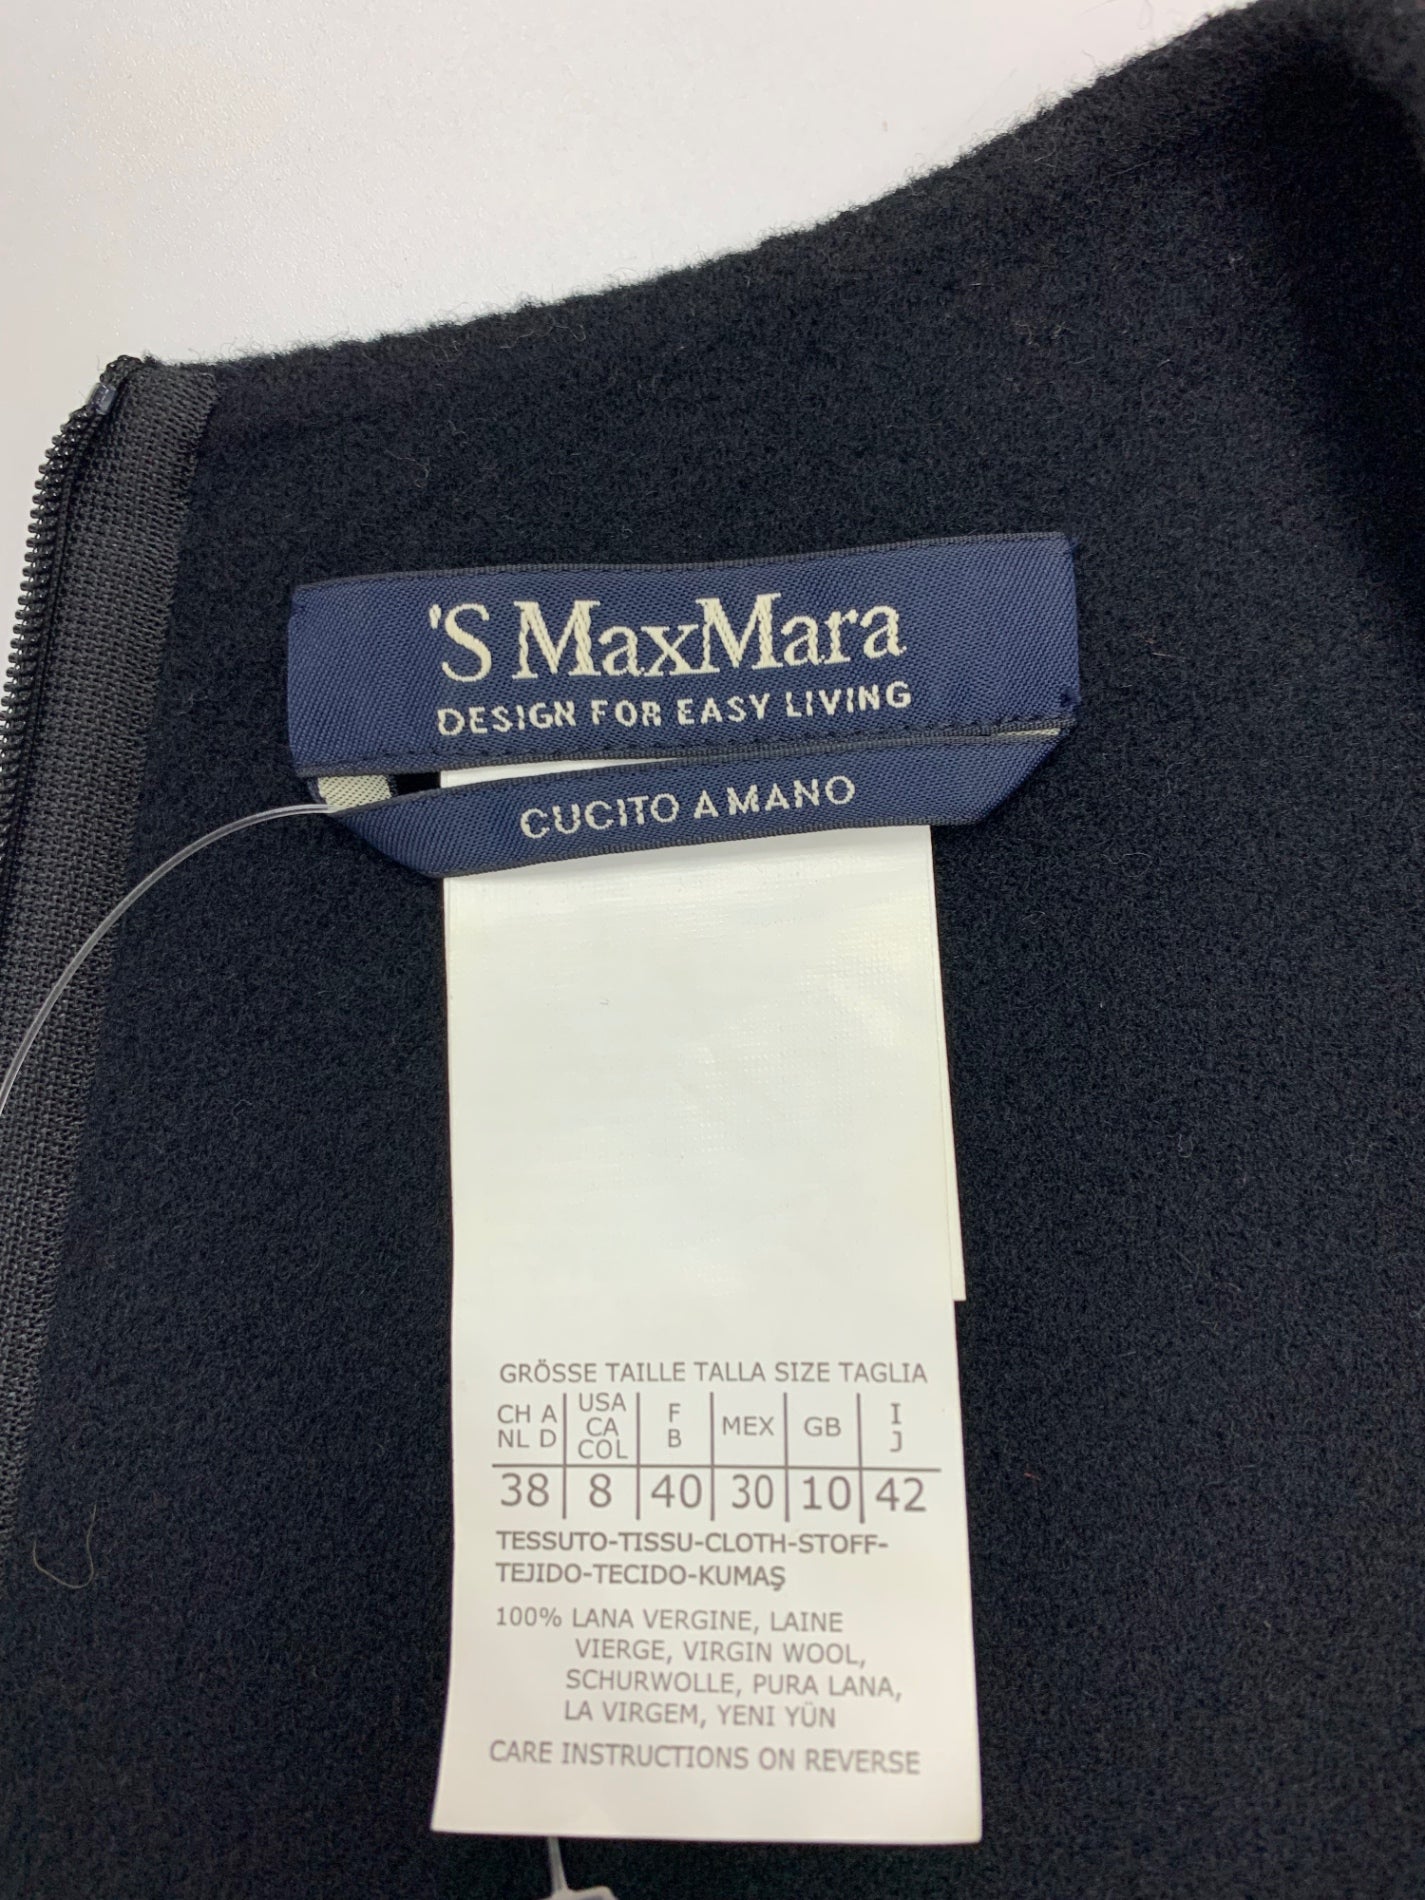 'S MaxMara
DESIGN FOR EASY LIVING
CUCITO A MANO
GRÖSSE TAILLE TALLA SIZE TAGLIA
CH A NL D | USA CA COL | F B | MEX | GB | I J
38 | 8 | 40 | 30 | 10 | 42
TESSUTO-TISSU-CLOTH-STOFF-
TEJIDO-TECIDO-KUMAŞ
100% LANA VERGINE, LAINE
VIERGE, VIRGIN WOOL,
SCHURWOLLE, PURA LANA,
LA VIRGEM, YENI YÜN
CARE INSTRUCTIONS ON REVERSE